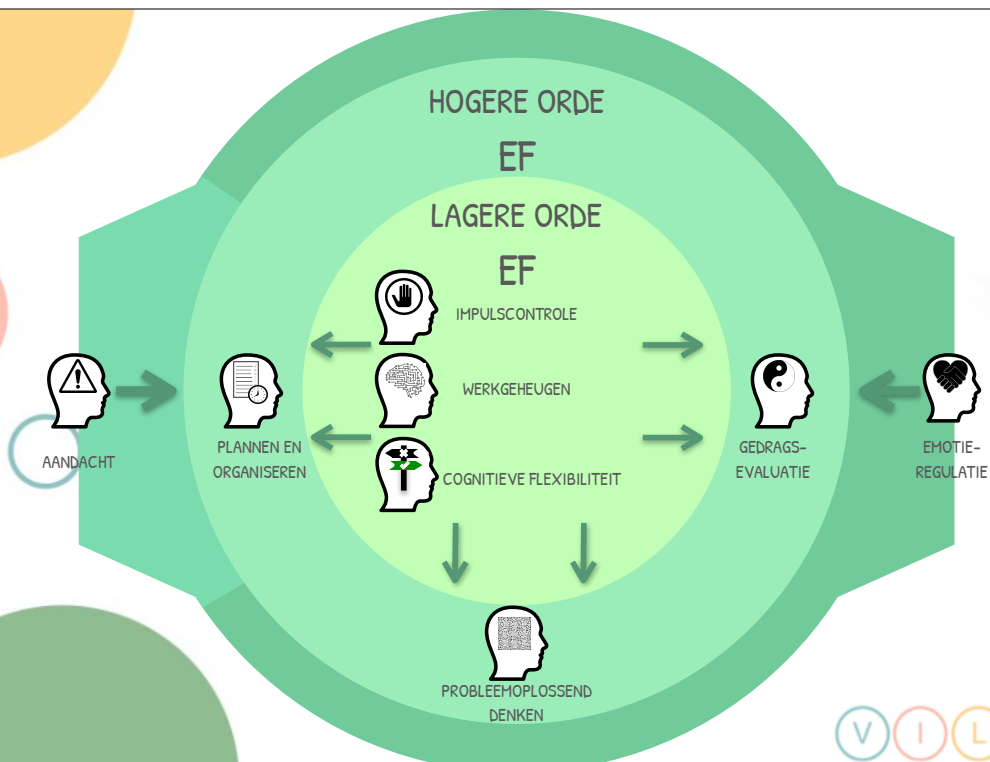 HOGERE ORDE
EF
LAGERE ORDE
EF
IMPULSCONTROLE
WERKGEHEUGEN
COGNITIEVE FLEXIBILITEIT
AANDACHT
PLANNEN EN
ORGANISEREN
GEDRAGS-
EVALUATIE
EMOTIE-
REGULATIE
PROBLEEMOPLOSSEND
DENKEN
V I L